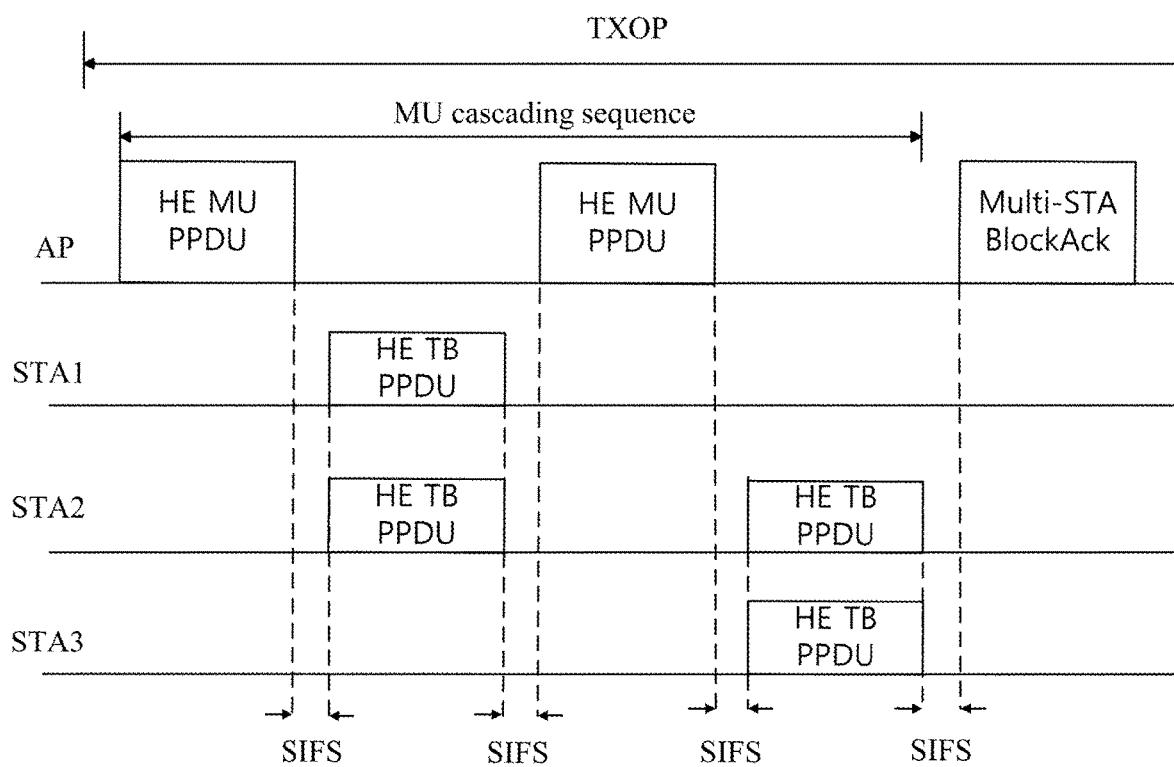 TXOP
MU cascading sequence
HE MU
PPDU
HE MU
PPDU
Multi-STA
BlockAck
AP
HE TB
PPDU
STA1
HE TB
PPDU
HE TB
PPDU
STA2
HE TB
PPDU
STA3
SIFS
SIFS
SIFS
SIFS